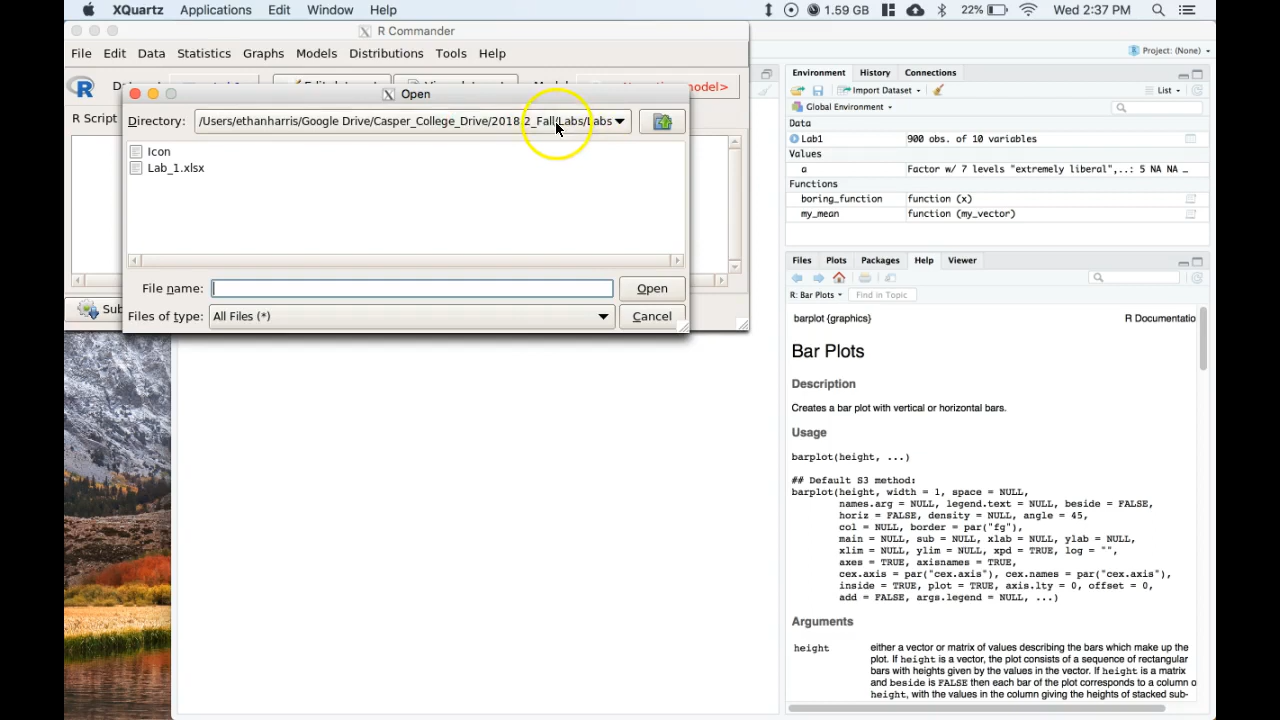 XQuartz Applications Edit Window Help 1.59 GB 22% Wed 2:37 PM
R Commander
File Edit Data Statistics Graphs Models Distributions Tools Help
Project: (None)
model>
Open
R Script
Directory: /Users/ethanharris/Google Drive/Casper_College_Drive/2018_2_Fall/Labs/Labs
Icon
Lab_1.xlsx
File name: Open
Files of type: All Files (*) Cancel
Environment History Connections
Import Dataset List
Global Environment
Data
Lab1 900 obs. of 10 variables
Values
a Factor w/ 7 levels "extremely liberal",..: 5 NA NA …
Functions
boring_function function (x)
my_mean function (my_vector)
Files Plots Packages Help Viewer
R: Bar Plots Find in Topic
barplot {graphics} R Documentatio
Bar Plots
Description
Creates a bar plot with vertical or horizontal bars.
Usage
barplot(height, ...)
## Default S3 method:
barplot(height, width = 1, space = NULL,
names.arg = NULL, legend.text = NULL, beside = FALSE,
horiz = FALSE, density = NULL, angle = 45,
col = NULL, border = par("fg"),
main = NULL, sub = NULL, xlab = NULL, ylab = NULL,
xlim = NULL, ylim = NULL, xpd = TRUE, log = "",
axes = TRUE, axisnames = TRUE,
cex.axis = par("cex.axis"), cex.names = par("cex.axis"),
inside = TRUE, plot = TRUE, axis.lty = 0, offset = 0,
add = FALSE, args.legend = NULL, ...)
Arguments
height either a vector or matrix of values describing the bars which make up the
plot. If height is a vector, the plot consists of a sequence of rectangular
bars with heights given by the values in the vector. If height is a matrix
and beside is FALSE then each bar of the plot corresponds to a column o
height, with the values in the column giving the heights of stacked sub-